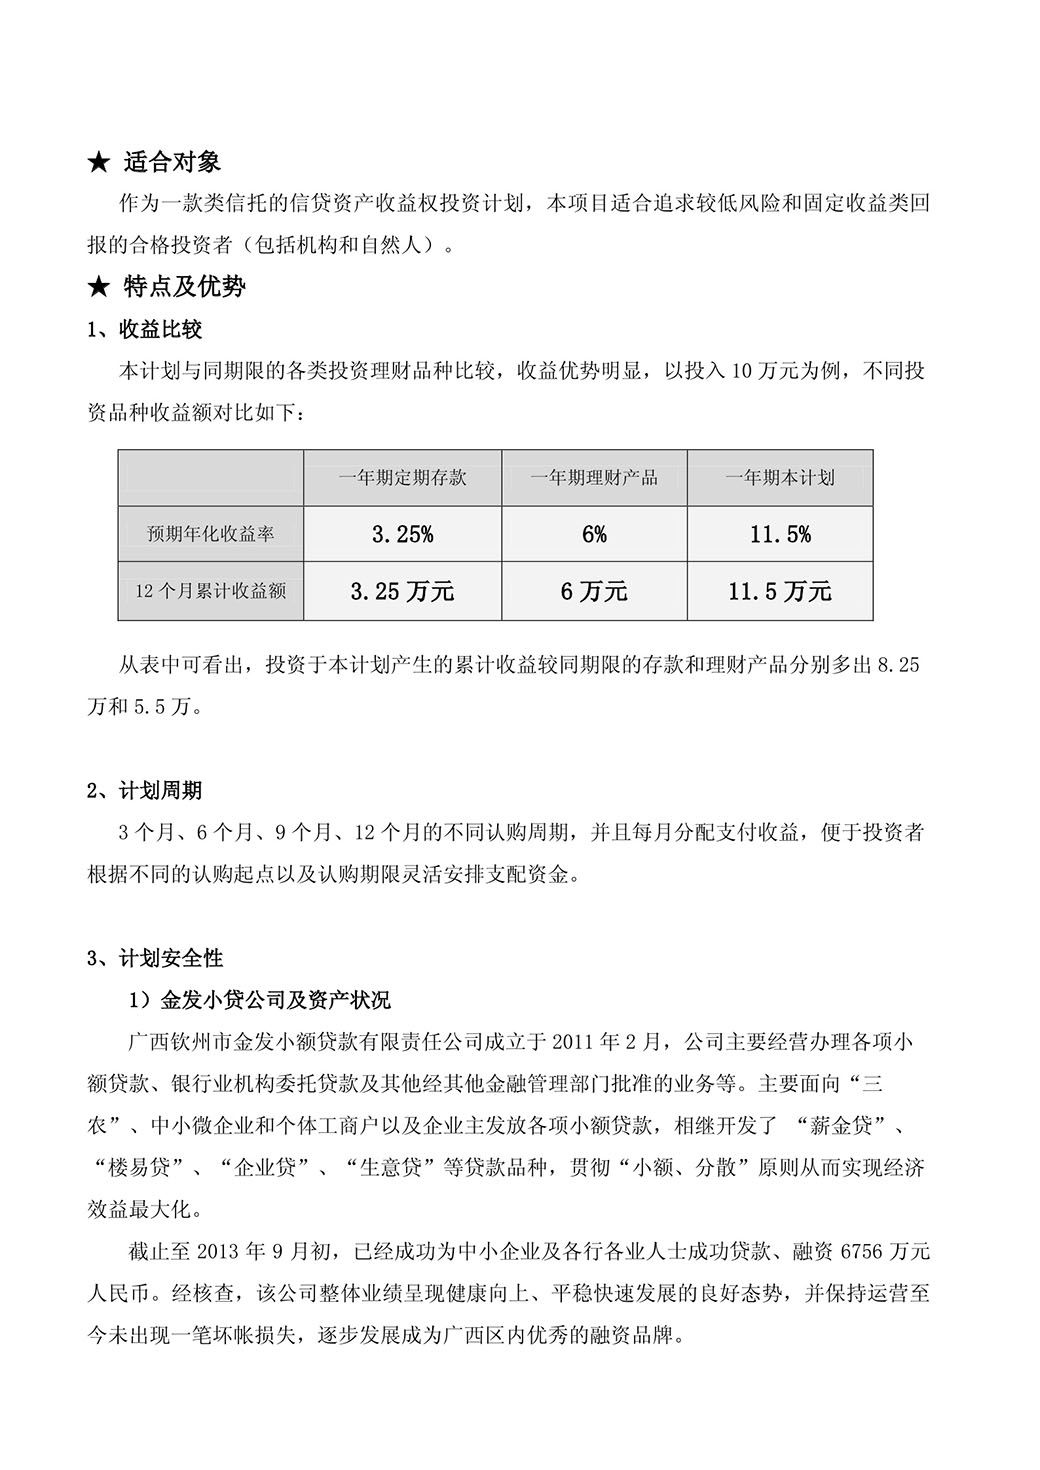 ★ 适合对象
作为一款类信托的信贷资产收益权投资计划，本项目适合追求较低风险和固定收益类回
报的合格投资者（包括机构和自然人）。
★ 特点及优势
1、收益比较
本计划与同期限的各类投资理财品种比较，收益优势明显，以投入 10 万元为例，不同投
资品种收益额对比如下：
一年期定期存款 一年期理财产品 一年期本计划
预期年化收益率 3.25% 6% 11.5%
12 个月累计收益额 3.25 万元 6 万元 11.5 万元
从表中可看出，投资于本计划产生的累计收益较同期限的存款和理财产品分别多出 8.25
万和 5.5 万。
2、计划周期
3 个月、6 个月、9 个月、12 个月的不同认购周期，并且每月分配支付收益，便于投资者
根据不同的认购起点以及认购期限灵活安排支配资金。
3、计划安全性
1）金发小贷公司及资产状况
广西钦州市金发小额贷款有限责任公司成立于 2011 年 2 月，公司主要经营办理各项小
额贷款、银行业机构委托贷款及其他经其他金融管理部门批准的业务等。主要面向“三
农”、中小微企业和个体工商户以及企业主发放各项小额贷款，相继开发了 “薪金贷”、
“楼易贷”、“企业贷”、“生意贷”等贷款品种，贯彻“小额、分散”原则从而实现经济
效益最大化。
截止至 2013 年 9 月初，已经成功为中小企业及各行各业人士成功贷款、融资 6756 万元
人民币。经核查，该公司整体业绩呈现健康向上、平稳快速发展的良好态势，并保持运营至
今未出现一笔坏帐损失，逐步发展成为广西区内优秀的融资品牌。